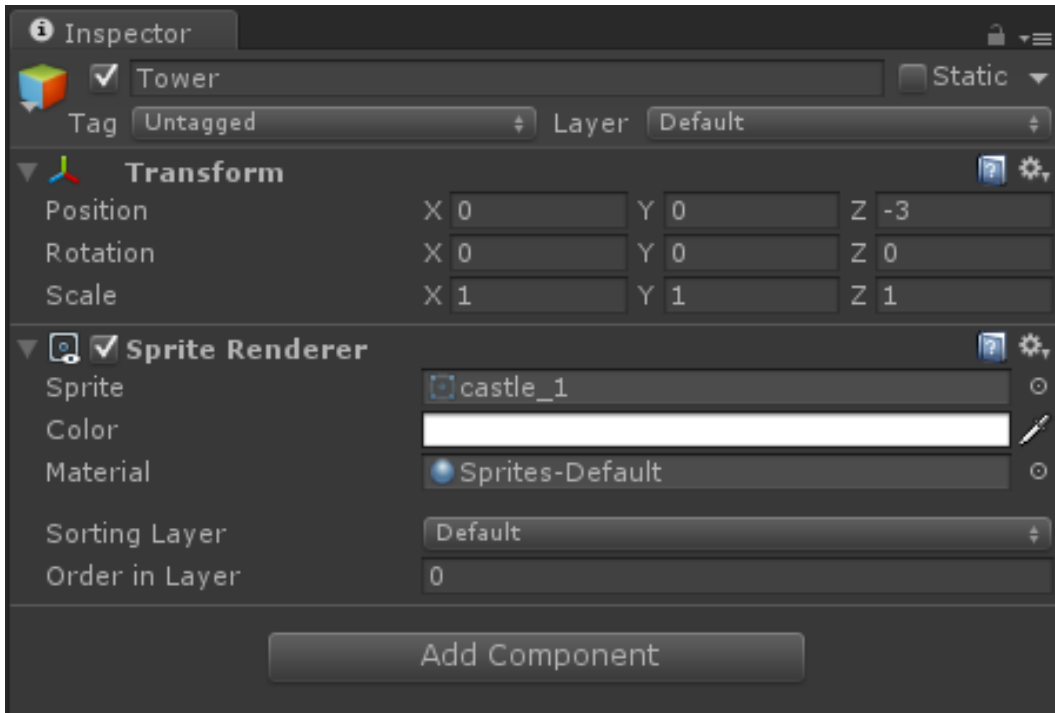 Inspector
Tower Static
Tag Untagged Layer Default
Transform
Position X 0 Y 0 Z -3
Rotation X 0 Y 0 Z 0
Scale X 1 Y 1 Z 1
Sprite Renderer
Sprite castle_1
Color
Material Sprites-Default
Sorting Layer Default
Order in Layer 0
Add Component